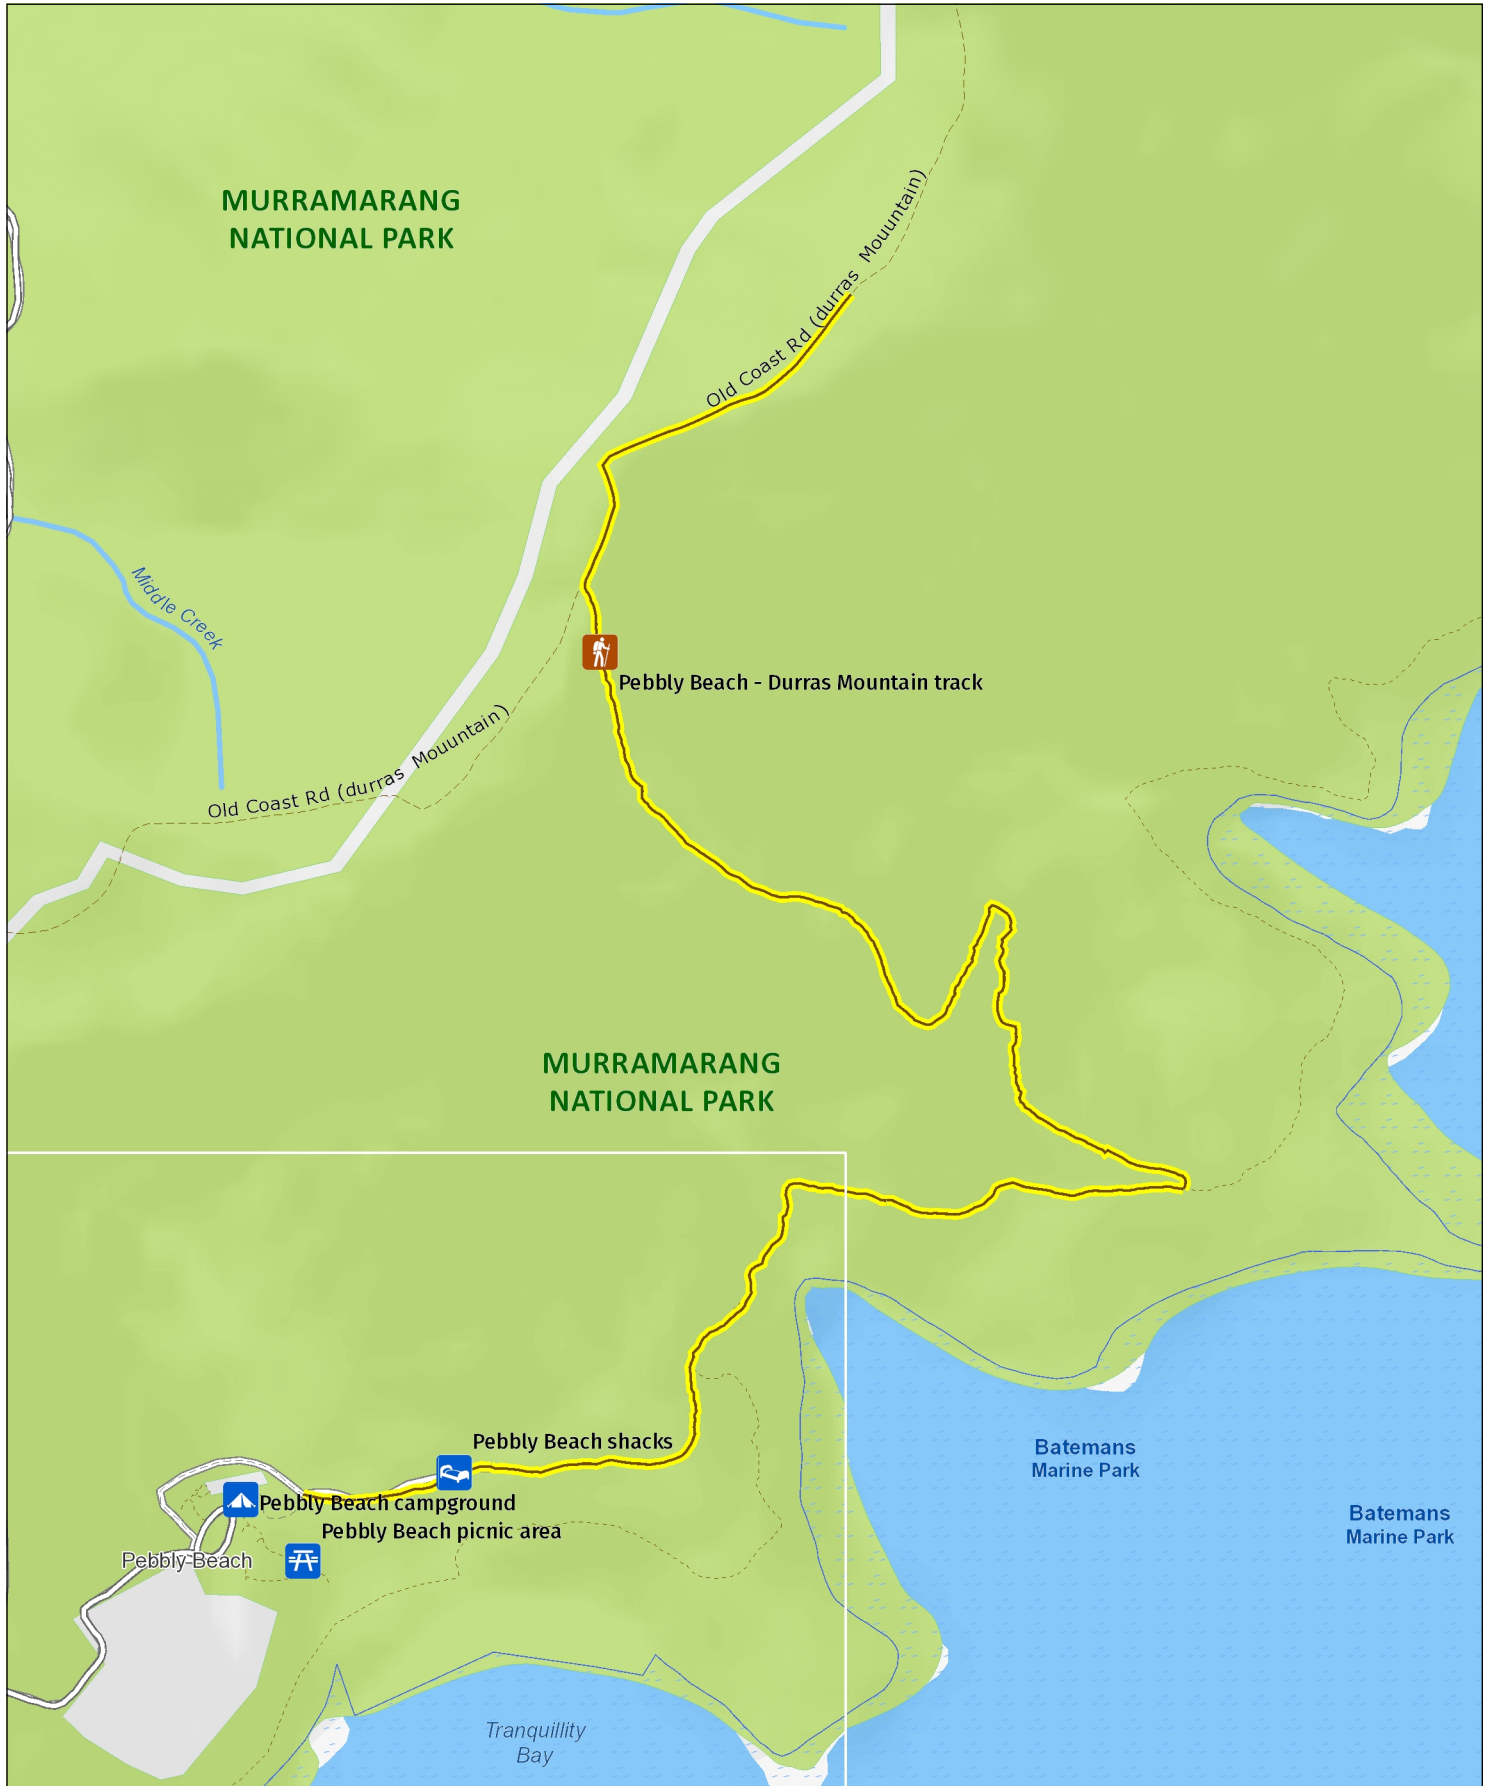 MURRAMARANG
NATIONAL PARK
Old Coast Rd (durras Mouuntain)
Middle Creek
Pebbly Beach - Durras Mountain track
Old Coast Rd (durras Mouuntain)
MURRAMARANG
NATIONAL PARK
Pebbly Beach shacks
Batemans
Marine Park
Pebbly Beach campground
Batemans
Marine Park
Pebbly Beach picnic area
Pebbly Beach
Tranquillity
Bay